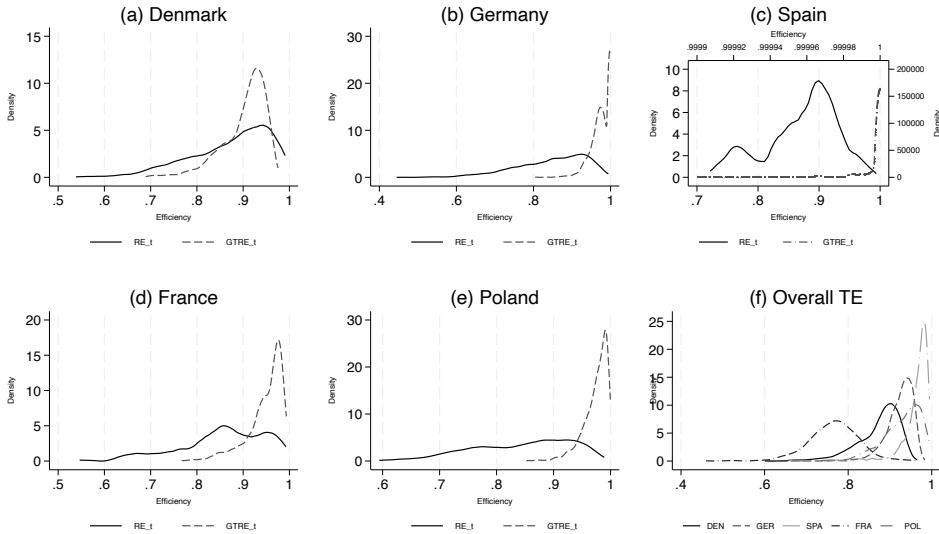 (a) Denmark
15
10
5
0
Density
.5 .6 .7 .8 .9 1
Efficiency
RE_t GTRE_t
(b) Germany
30
20
10
0
Density
.4 .6 .8 1
Efficiency
RE_t GTRE_t
(c) Spain
Efficiency
.9999 .99992 .99994 .99996 .99998 1
10
8
6
4
2
0
Density
200000
150000
100000
50000
0
Density
.7 .8 .9 1
Efficiency
RE_t GTRE_t
(d) France
20
15
10
5
0
Density
.5 .6 .7 .8 .9 1
Efficiency
RE_t GTRE_t
(e) Poland
30
20
10
0
Density
.6 .7 .8 .9 1
Efficiency
RE_t GTRE_t
(f) Overall TE
25
20
15
10
5
0
Density
.4 .6 .8 1
Efficiency
DEN GER SPA FRA POL